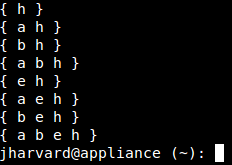 { h }
{ a h }
{ b h }
{ a b h }
{ e h }
{ a e h }
{ b e h }
{ a b e h }
jharvard@appliance (~):